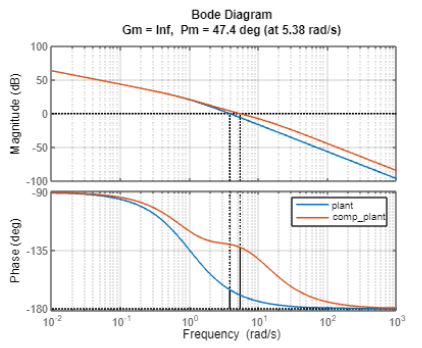 Bode Diagram
Gm = Inf, Pm = 47.4 deg (at 5.38 rad/s)
Magnitude (dB)
100
50
0
-50
-100
Phase (deg)
-90
-135
-180
plant
comp_plant
10^-2 10^-1 10^0 10^1 10^2 10^3
Frequency (rad/s)